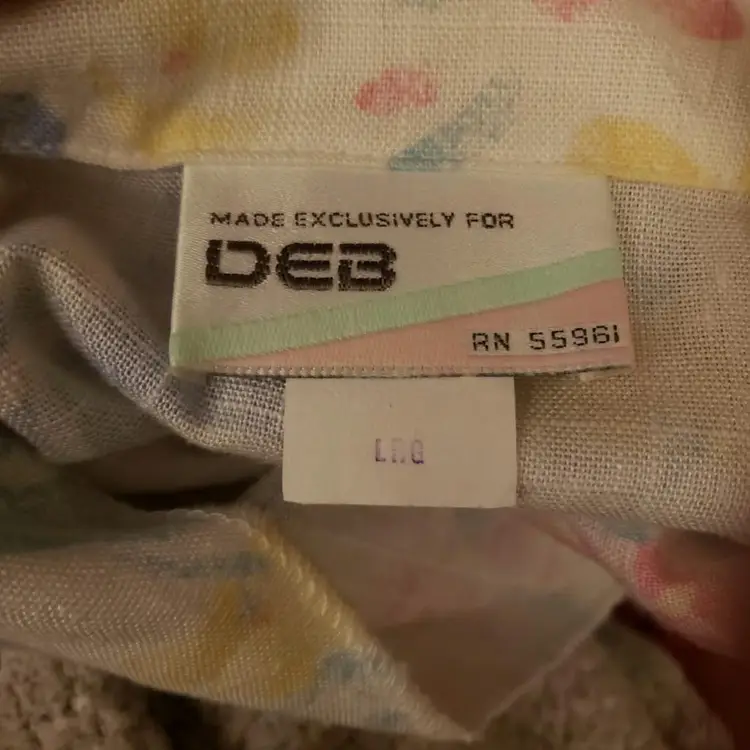 MADE EXCLUSIVELY FOR
DEB
RN 55961
LRG